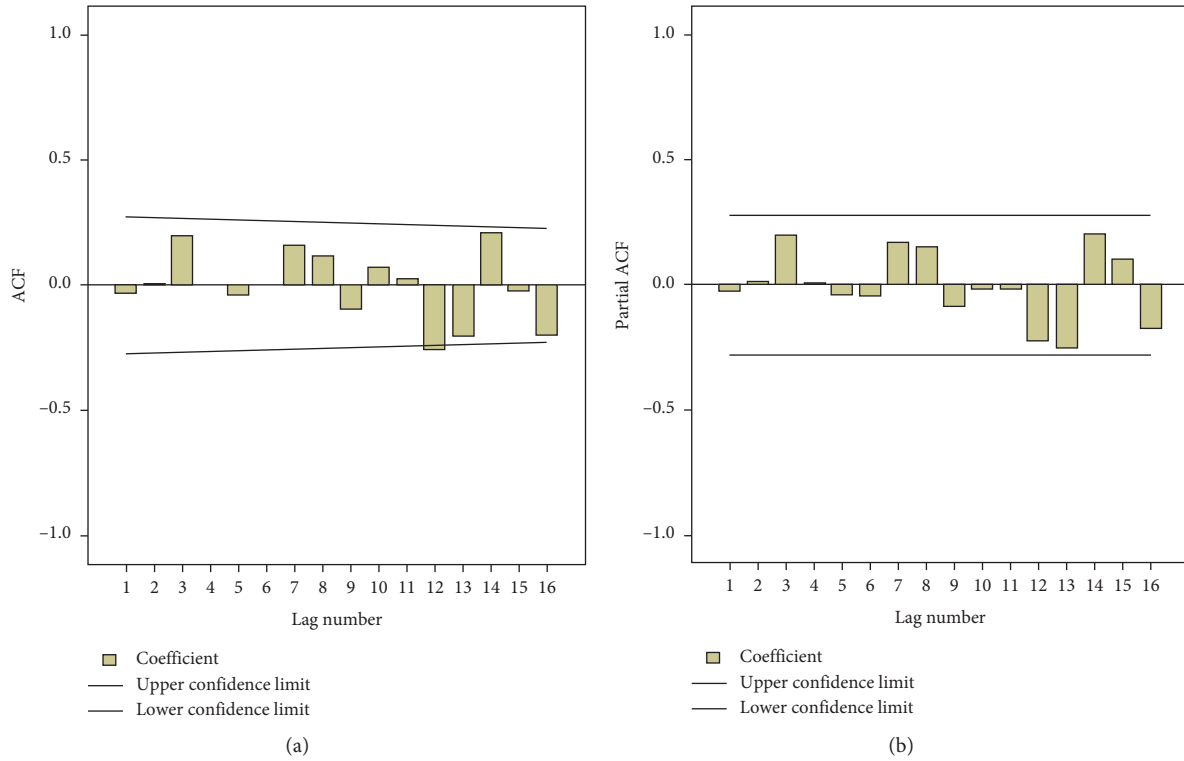 1.0
0.5
0.0
–0.5
–1.0
ACF
1 2 3 4 5 6 7 8 9 10 11 12 13 14 15 16
Lag number
Coefficient
Upper confidence limit
Lower confidence limit
(a)
1.0
0.5
0.0
–0.5
–1.0
Partial ACF
1 2 3 4 5 6 7 8 9 10 11 12 13 14 15 16
Lag number
Coefficient
Upper confidence limit
Lower confidence limit
(b)